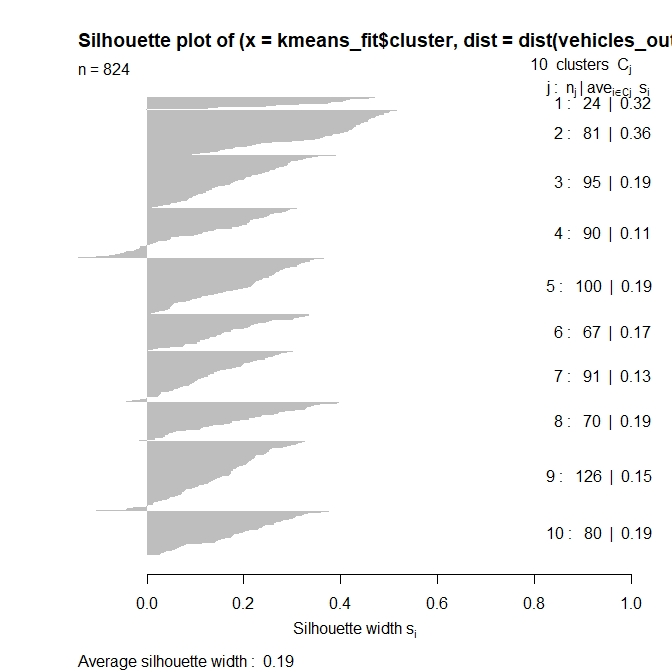 Silhouette plot of (x = kmeans_fit$cluster, dist = dist(vehicles_out
n = 824
10 clusters Cj
j : nj | ave i∈Cj si
1 : 24 | 0.32
2 : 81 | 0.36
3 : 95 | 0.19
4 : 90 | 0.11
5 : 100 | 0.19
6 : 67 | 0.17
7 : 91 | 0.13
8 : 70 | 0.19
9 : 126 | 0.15
10 : 80 | 0.19
0.0 0.2 0.4 0.6 0.8 1.0
Silhouette width si
Average silhouette width : 0.19